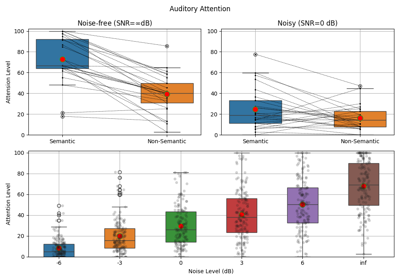 Auditory Attention
Noise-free (SNR=∞dB)
Noisy (SNR=0 dB)
Attention Level
100
80
60
40
20
0
Semantic
Non-Semantic
100
80
60
40
20
0
Semantic
Non-Semantic
Attention Level
100
80
60
40
20
0
-6
-3
0
3
6
inf
Noise Level (dB)